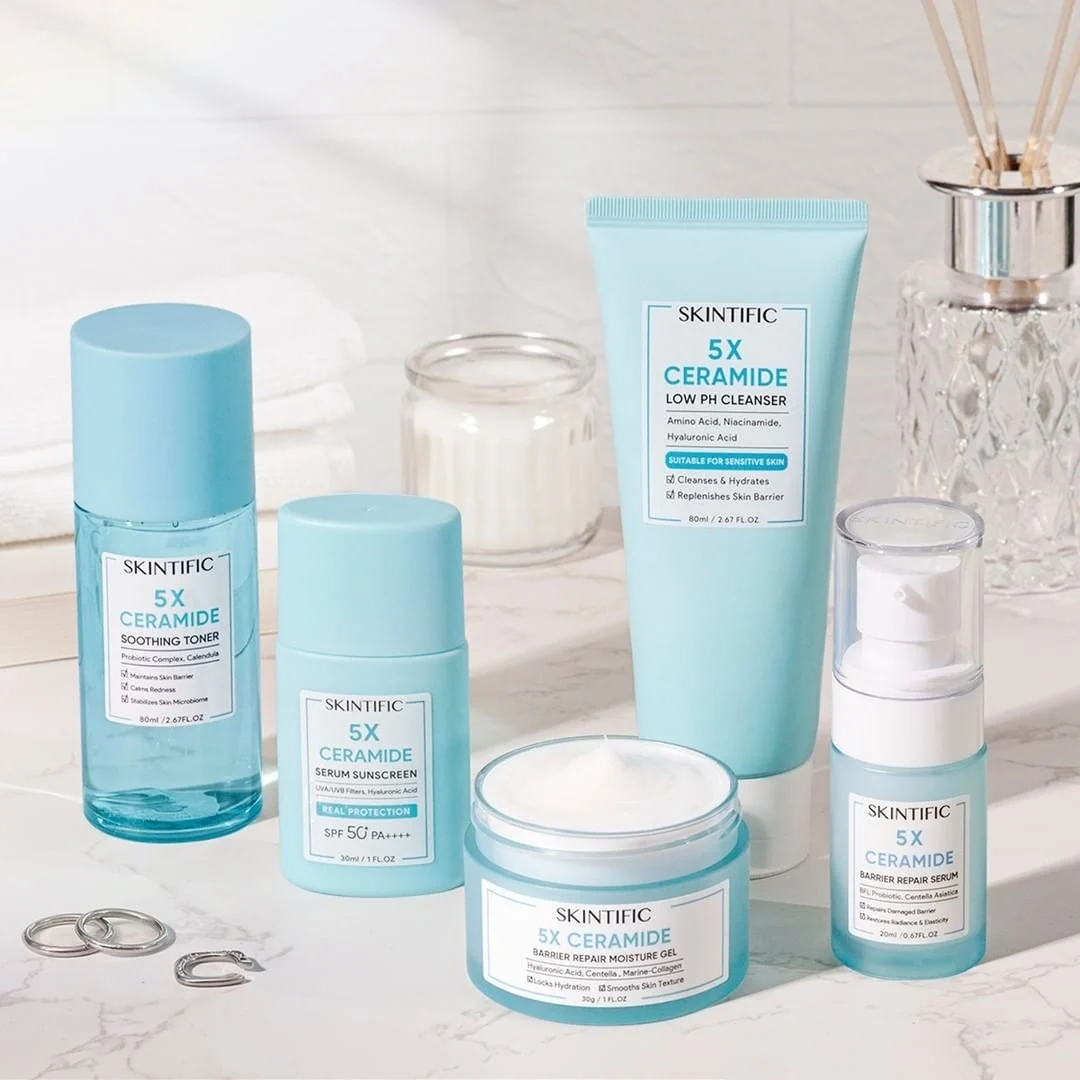 SKINTIFIC
5X
CERAMIDE
LOW PH CLEANSER
Amino Acid, Niacinamide,
Hyaluronic Acid
SUITABLE FOR SENSITIVE SKIN
☑ Cleanses & Hydrates
☑ Replenishes Skin Barrier
80ml / 2.67 FL.OZ.
SKINTIFIC
5X
CERAMIDE
SOOTHING TONER
Probiotic Complex, Calendula
☑ Maintains Skin Barrier
☑ Calms Redness
☑ Stabilizes Skin Microbiome
80ml /2.67FL.OZ
SKINTIFIC
5X
CERAMIDE
SERUM SUNSCREEN
UVA/UVB Filters, Hyaluronic Acid
REAL PROTECTION
SPF 50+ PA++++
30ml / 1 FL.OZ
SKINTIFIC
5X CERAMIDE
BARRIER REPAIR MOISTURE GEL
Hyaluronic Acid, Centella , Marine-Collagen
☑ Locks Hydration ☑ Smooths Skin Texture
30g / 1 FL.OZ
SKINTIFIC
SKINTIFIC
5X
CERAMIDE
BARRIER REPAIR SERUM
BFL Probiotic, Centella Asiatica
☑ Repairs Damaged Barrier
☑ Restores Radiance & Elasticity
20ml /0.67FL.OZ